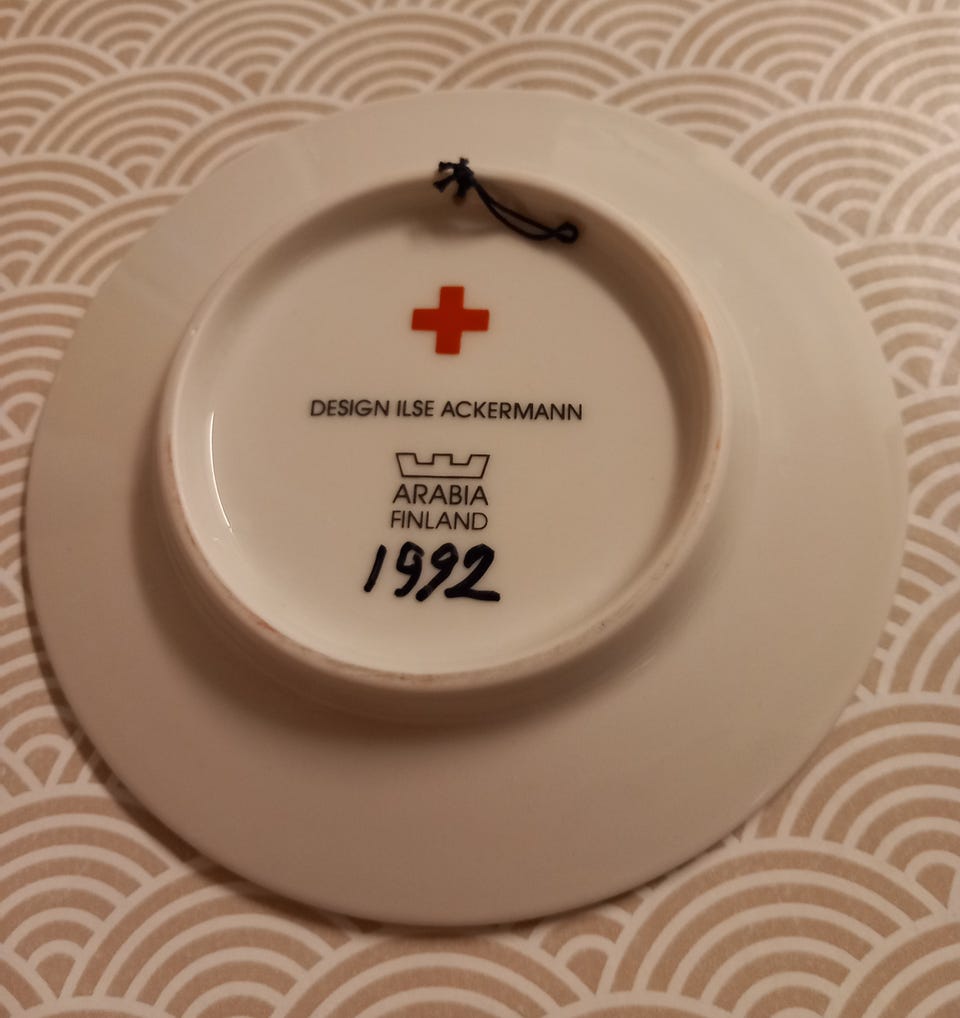 DESIGN ILSE ACKERMANN
ARABIA
FINLAND
1992